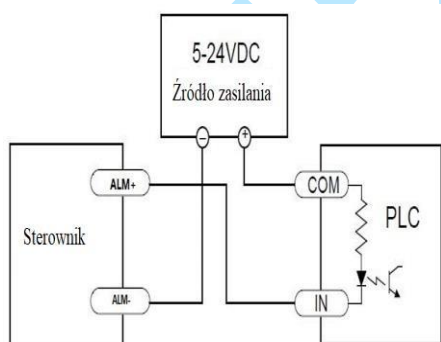 5-24VDC
Źródło zasilania
− +
ALM+
COM
PLC
Sterownik
ALM-
IN